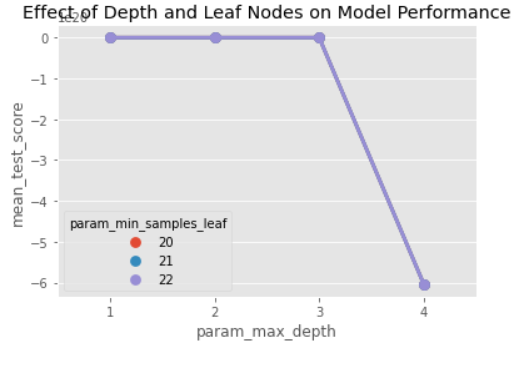 Effect of Depth and Leaf Nodes on Model Performance
0
−1
−2
−3
−4
−5
−6
mean_test_score
param_min_samples_leaf
20
21
22
1 2 3 4
param_max_depth